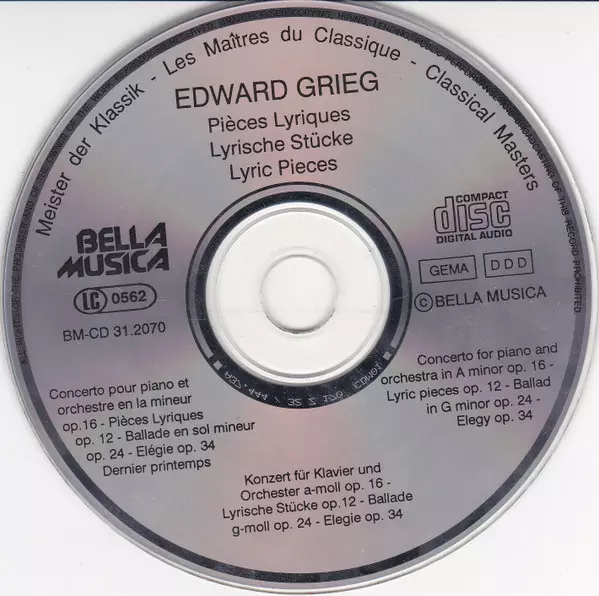 Meister der Klassik - Les Maîtres du Classique - Classical Masters
EDWARD GRIEG
Pièces Lyriques
Lyrische Stücke
Lyric Pieces
BELLA
MUSICA
LC 0562
BM-CD 31.2070
COMPACT
disc
DIGITAL AUDIO
GEMA DDD
©BELLA MUSICA
Concerto pour piano et
orchestre en la mineur
op.16 - Pièces Lyriques
op. 12 - Ballade en sol mineur
op. 24 - Elégie op. 34
Dernier printemps
Concerto for piano and
orchestra in A minor op. 16 -
Lyric pieces op. 12 - Ballad
in G minor op. 24 -
Elegy op. 34
Konzert für Klavier und
Orchester a-moll op. 16 -
Lyrische Stücke op.12 - Ballade
g-moll op. 24 - Elegie op. 34